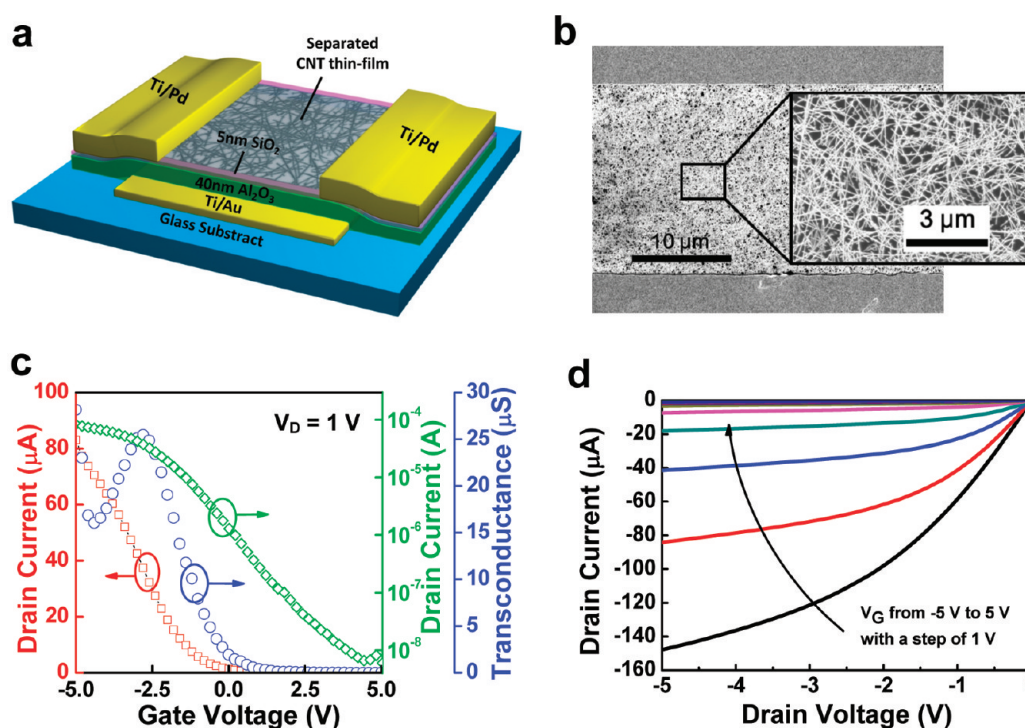 a
Separated
CNT thin-film
Ti/Pd
Ti/Pd
5nm SiO₂
40nm Al₂O₃
Ti/Au
Glass Substract
b
10 µm
3 µm
c
V_D = 1 V
100
80
60
40
20
0
Drain Current (µA)
-5.0
-2.5
0.0
2.5
5.0
Gate Voltage (V)
10⁻⁴
10⁻⁵
10⁻⁶
10⁻⁷
10⁻⁸
Drain Current (A)
30
25
20
15
10
5
0
Transconductance (µS)
d
0
-20
-40
-60
-80
-100
-120
-140
-160
Drain Current (µA)
V_G from -5 V to 5 V
with a step of 1 V
-5
-4
-3
-2
-1
Drain Voltage (V)